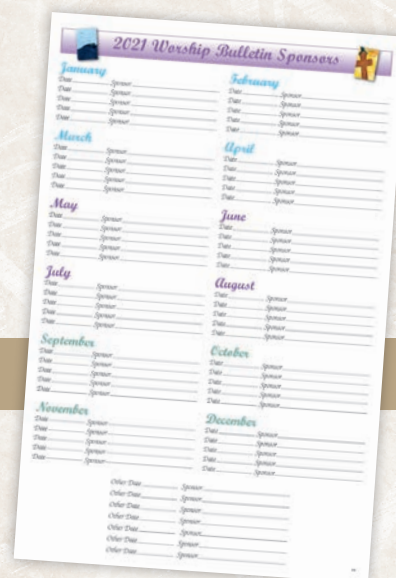 2021 Worship Bulletin Sponsors
January
Date Sponsor
Date Sponsor
Date Sponsor
Date Sponsor
Date Sponsor
February
Date Sponsor
Date Sponsor
Date Sponsor
Date Sponsor
Date Sponsor
March
Date Sponsor
Date Sponsor
Date Sponsor
Date Sponsor
Date Sponsor
April
Date Sponsor
Date Sponsor
Date Sponsor
Date Sponsor
Date Sponsor
May
Date Sponsor
Date Sponsor
Date Sponsor
Date Sponsor
Date Sponsor
June
Date Sponsor
Date Sponsor
Date Sponsor
Date Sponsor
Date Sponsor
July
Date Sponsor
Date Sponsor
Date Sponsor
Date Sponsor
Date Sponsor
August
Date Sponsor
Date Sponsor
Date Sponsor
Date Sponsor
Date Sponsor
September
Date Sponsor
Date Sponsor
Date Sponsor
Date Sponsor
Date Sponsor
October
Date Sponsor
Date Sponsor
Date Sponsor
Date Sponsor
Date Sponsor
November
Date Sponsor
Date Sponsor
Date Sponsor
Date Sponsor
Date Sponsor
December
Date Sponsor
Date Sponsor
Date Sponsor
Date Sponsor
Date Sponsor
Other Date Sponsor
Other Date Sponsor
Other Date Sponsor
Other Date Sponsor
Other Date Sponsor
Other Date Sponsor
Other Date Sponsor